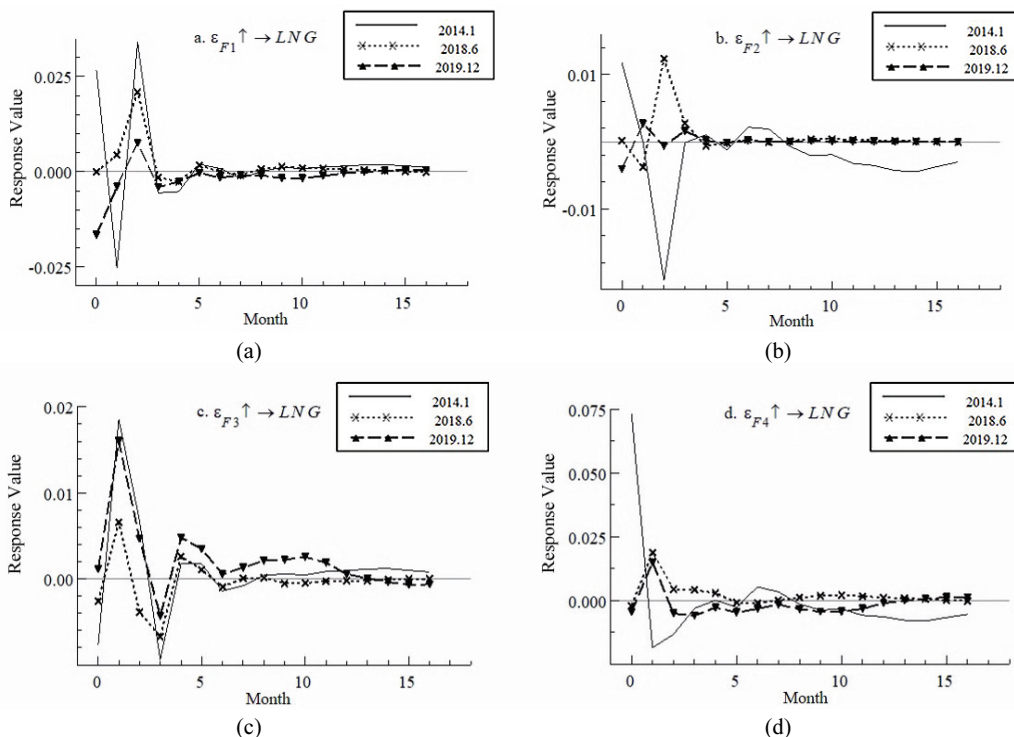 a. ε_F1 ↑ → LNG
2014.1
2018.6
2019.12
Response Value
0.025
0.000
-0.025
0 5 10 15
Month
(a)
b. ε_F2 ↑ → LNG
2014.1
2018.6
2019.12
Response Value
0.01
-0.01
0 5 10 15
Month
(b)
c. ε_F3 ↑ → LNG
2014.1
2018.6
2019.12
Response Value
0.02
0.01
0.00
0 5 10 15
Month
(c)
d. ε_F4 ↑ → LNG
2014.1
2018.6
2019.12
Response Value
0.075
0.050
0.025
0.000
0 5 10 15
Month
(d)